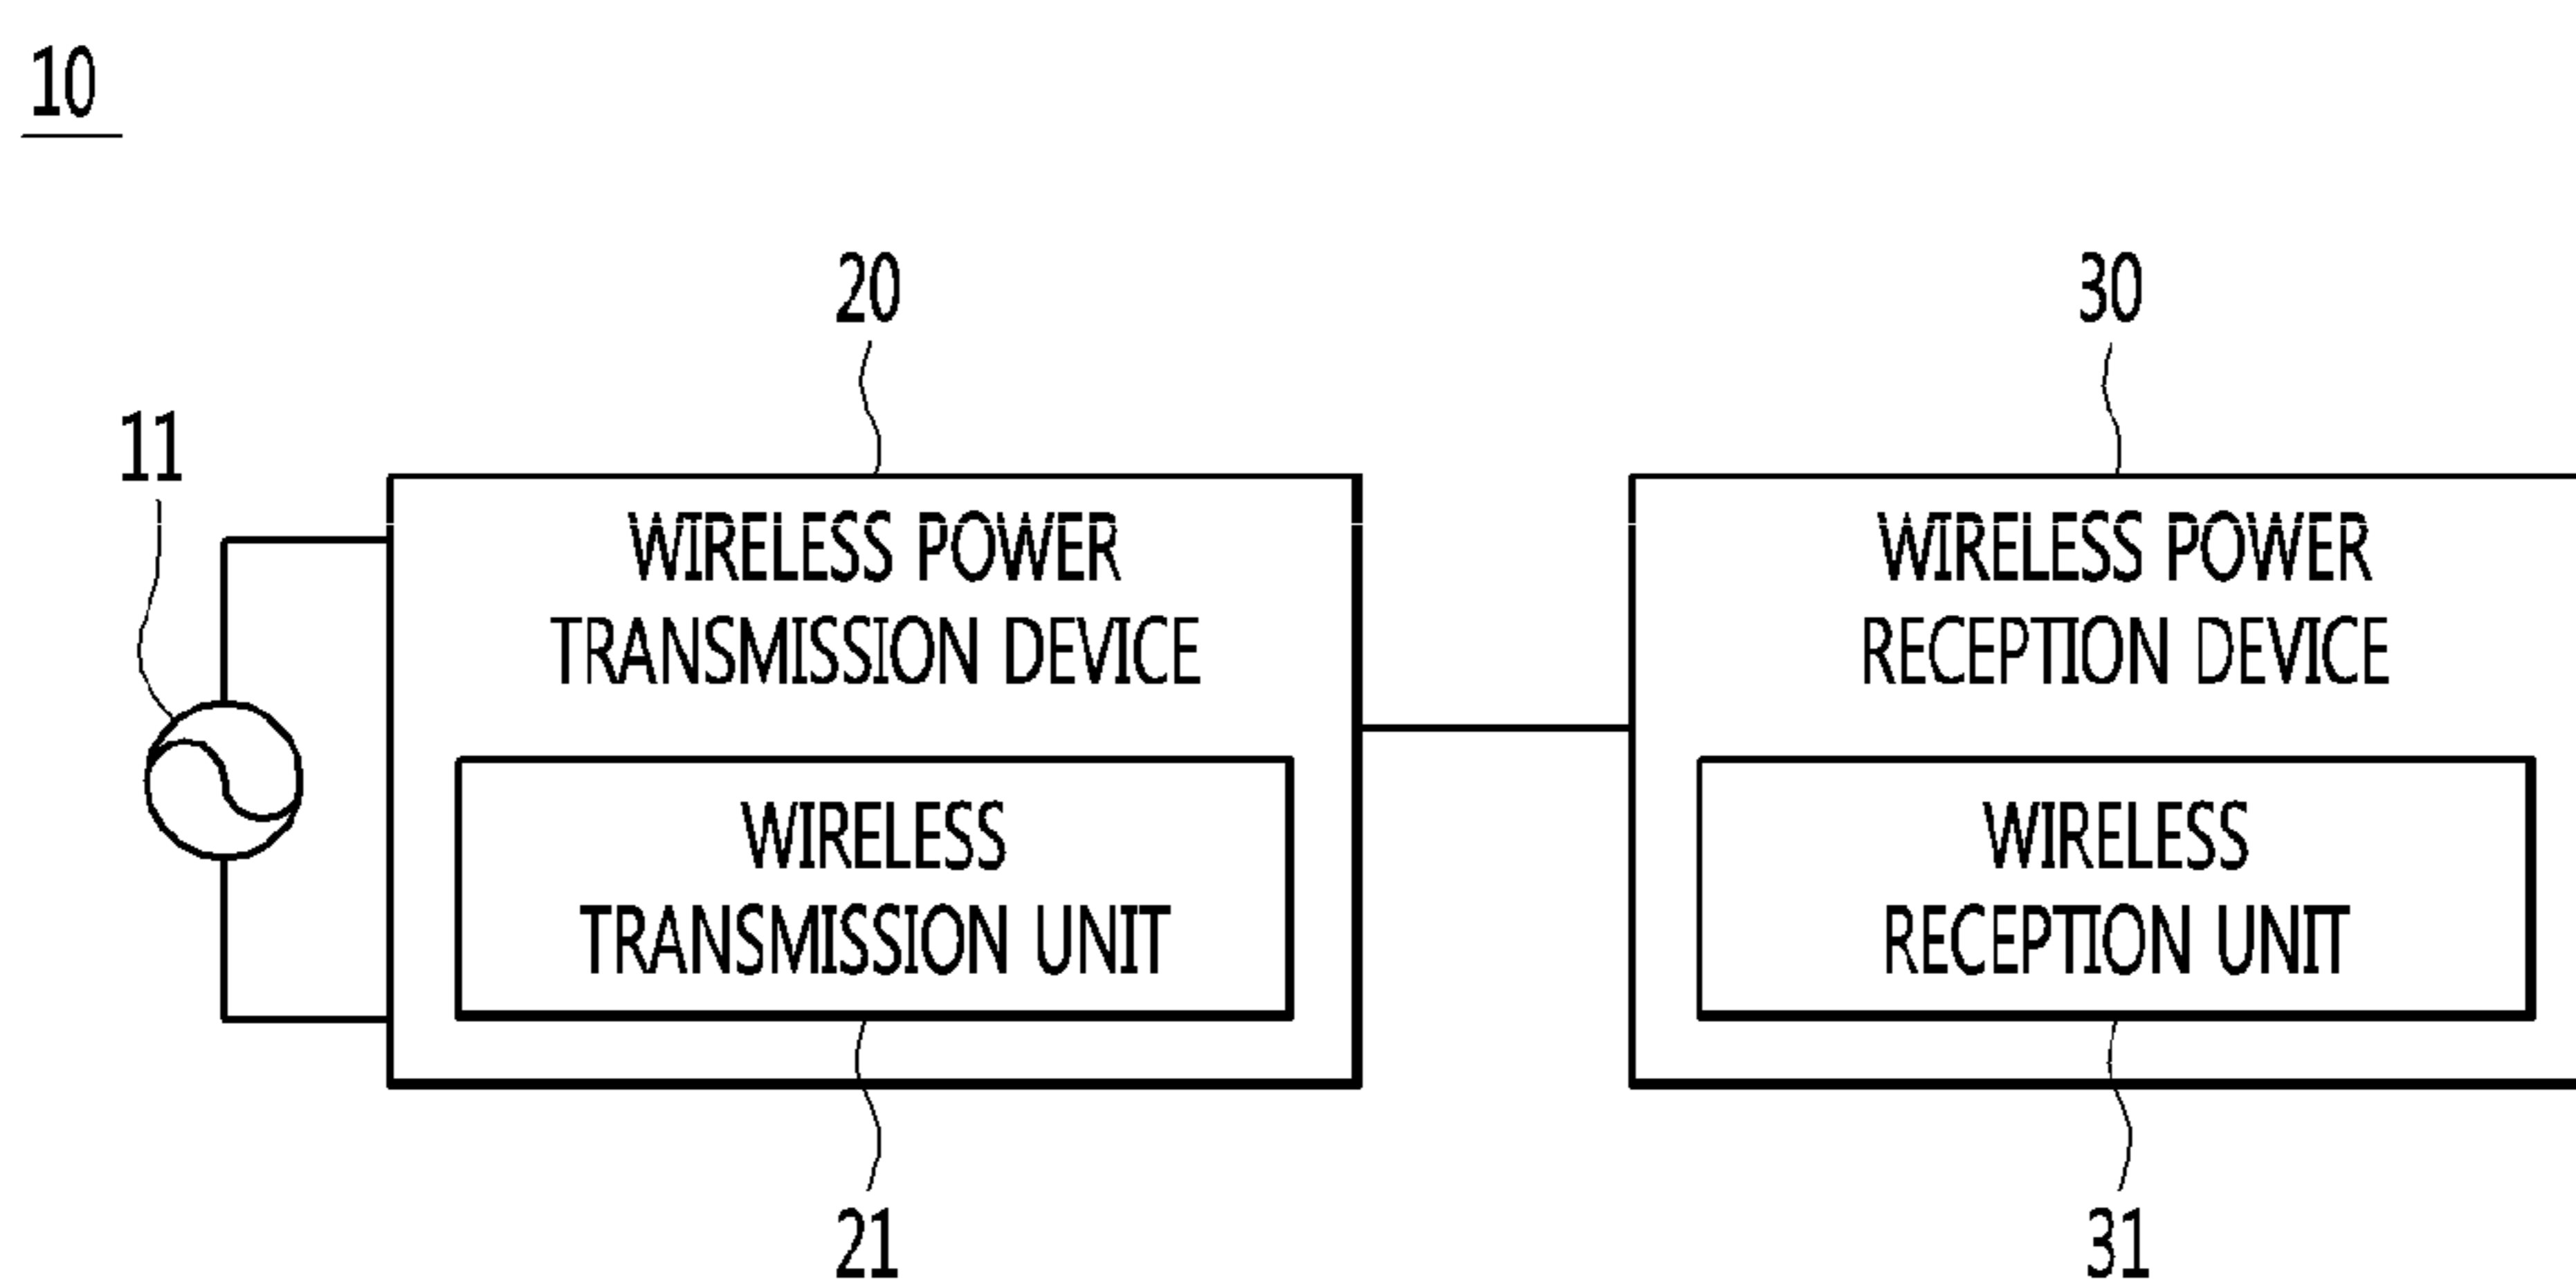 10
20
30
11
WIRELESS POWER
TRANSMISSION DEVICE
WIRELESS POWER
RECEPTION DEVICE
WIRELESS
TRANSMISSION UNIT
WIRELESS
RECEPTION UNIT
21
31